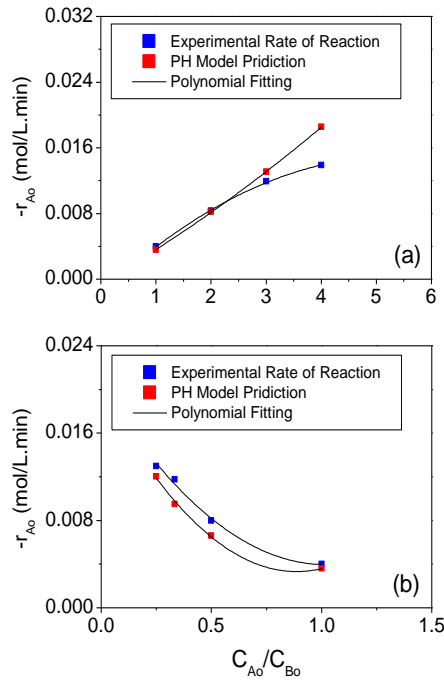 0.032
0.024
0.016
0.008
0.000
-r_Ao (mol/L.min)
Experimental Rate of Reaction
PH Model Pridiction
Polynomial Fitting
(a)
0 1 2 3 4 5 6
0.024
0.016
0.008
0.000
-r_Ao (mol/L.min)
Experimental Rate of Reaction
PH Model Pridiction
Polynomial Fitting
(b)
0.0 0.5 1.0 1.5
C_Ao/C_Bo